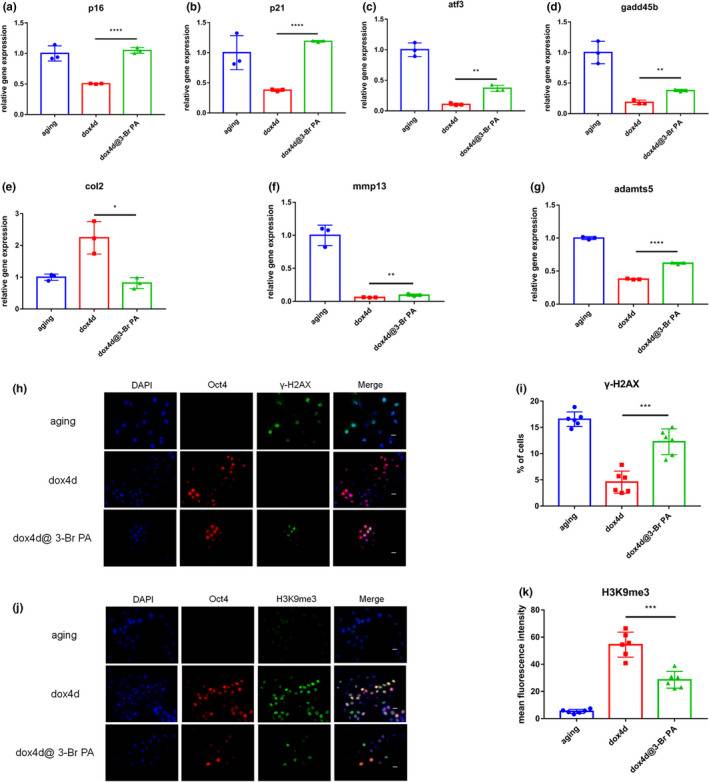 (a) p16
relative gene expression
1.5
1.0
0.5
0.0
****
aging
dox4d
dox4d@3-Br PA
(b) p21
relative gene expression
1.5
1.0
0.5
0.0
****
aging
dox4d
dox4d@3-Br PA
(c) atf3
relative gene expression
1.5
1.0
0.5
0.0
**
aging
dox4d
dox4d@3-Br PA
(d) gadd45b
relative gene expression
1.5
1.0
0.5
0.0
**
aging
dox4d
dox4d@3-Br PA
(e) col2
relative gene expression
3
2
1
0
*
aging
dox4d
dox4d@3-Br PA
(f) mmp13
relative gene expression
1.5
1.0
0.5
0.0
**
aging
dox4d
dox4d@3-Br PA
(g) adamts5
relative gene expression
1.5
1.0
0.5
0.0
****
aging
dox4d
dox4d@3-Br PA
(h)
DAPI Oct4 γ-H2AX Merge
aging
dox4d
dox4d@ 3-Br PA
(i) γ-H2AX
% of cells
20
15
10
5
0
***
aging
dox4d
dox4d@3-Br PA
(j)
DAPI Oct4 H3K9me3 Merge
aging
dox4d
dox4d@ 3-Br PA
(k) H3K9me3
mean fluorescence intensity
80
60
40
20
0
***
aging
dox4d
dox4d@3-Br PA